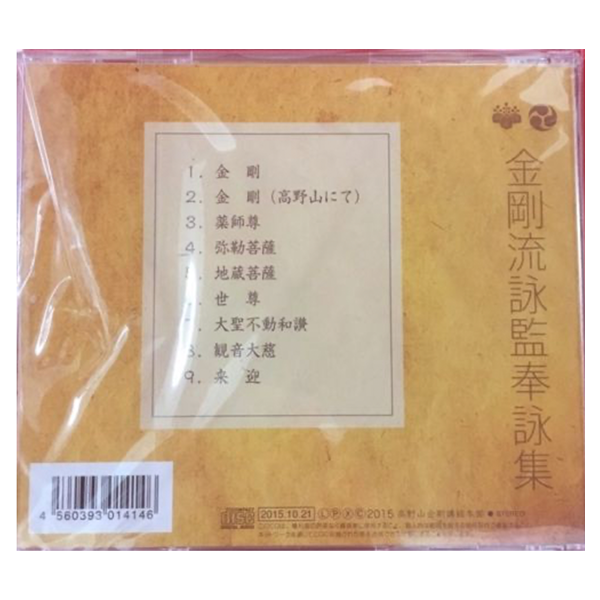 金剛流詠監奉詠集
1. 金 剛
2. 金 剛（高野山にて）
3. 薬師尊
4. 弥勒菩薩
5. 地蔵菩薩
世 尊
7. 大聖不動和讃
8. 観音大慈
9. 来 迎
4 560393 014146
2015.10.21 ©2015 高野山金剛講総本部 STEREO